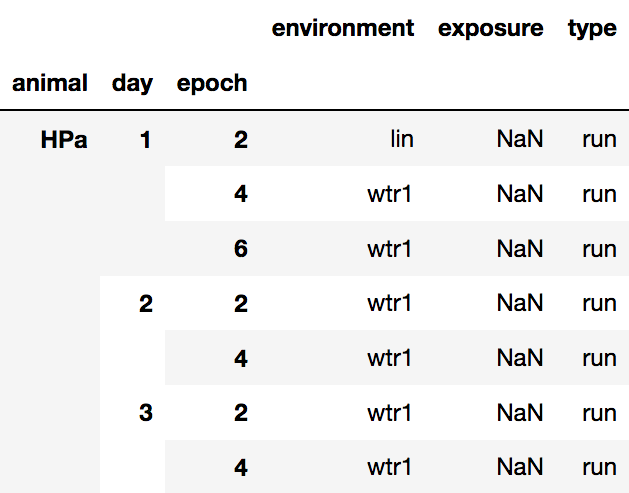 environment exposure type
animal day epoch
HPa 1 2 lin NaN run
4 wtr1 NaN run
6 wtr1 NaN run
2 2 wtr1 NaN run
4 wtr1 NaN run
3 2 wtr1 NaN run
4 wtr1 NaN run